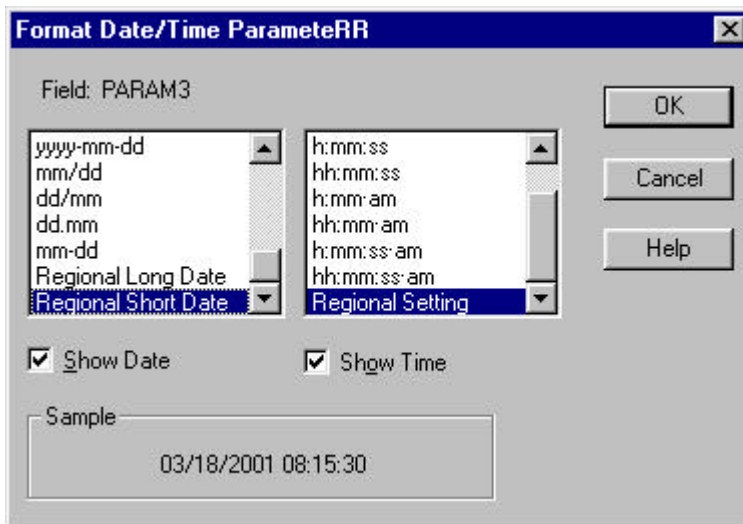 Format Date/Time ParameteRR
Field: PARAM3
yyyy-mm-dd
mm/dd
dd/mm
dd.mm
mm-dd
Regional Long Date
Regional Short Date
h:mm:ss
hh:mm:ss
h:mm am
hh:mm am
h:mm:ss am
hh:mm:ss am
Regional Setting
OK
Cancel
Help
Show Date
Show Time
Sample
03/18/2001 08:15:30